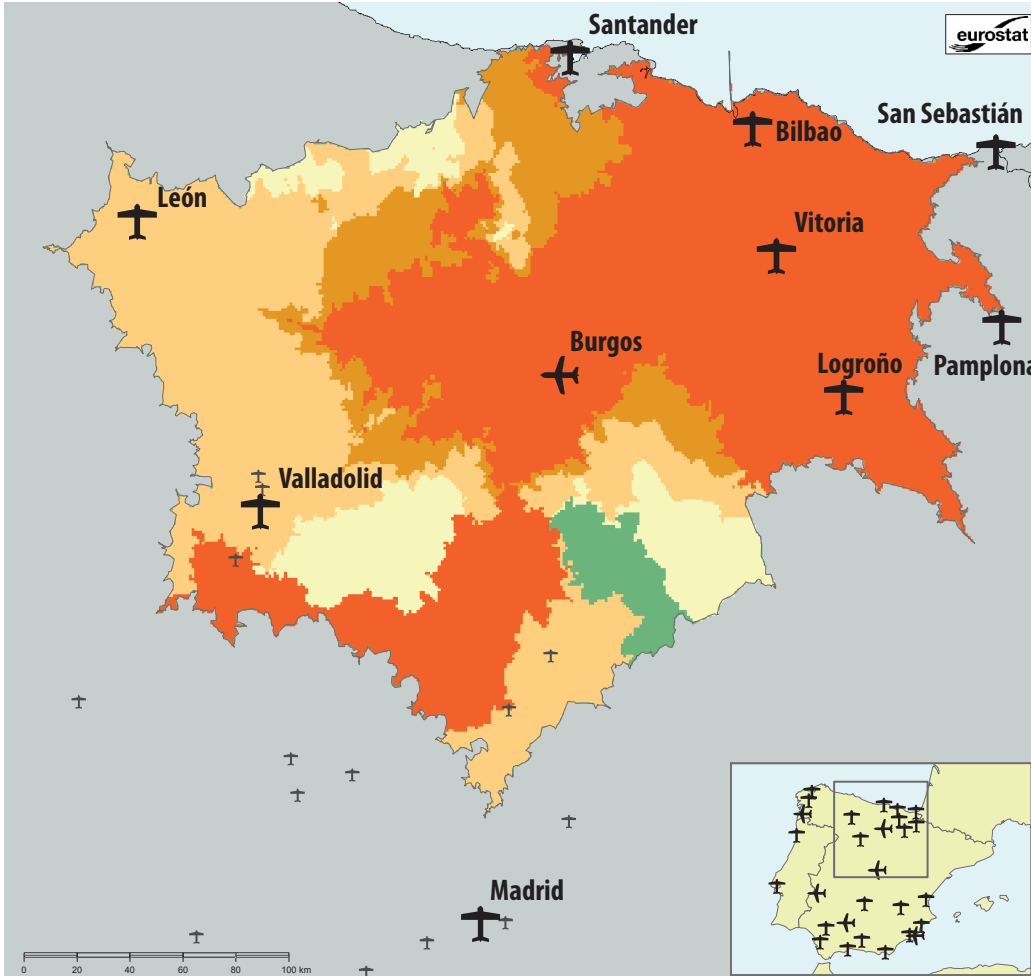 Santander
eurostat
San Sebastián
Bilbao
León
Vitoria
Burgos
Logroño
Pamplona
Valladolid
Madrid
0 20 40 60 80 100 km